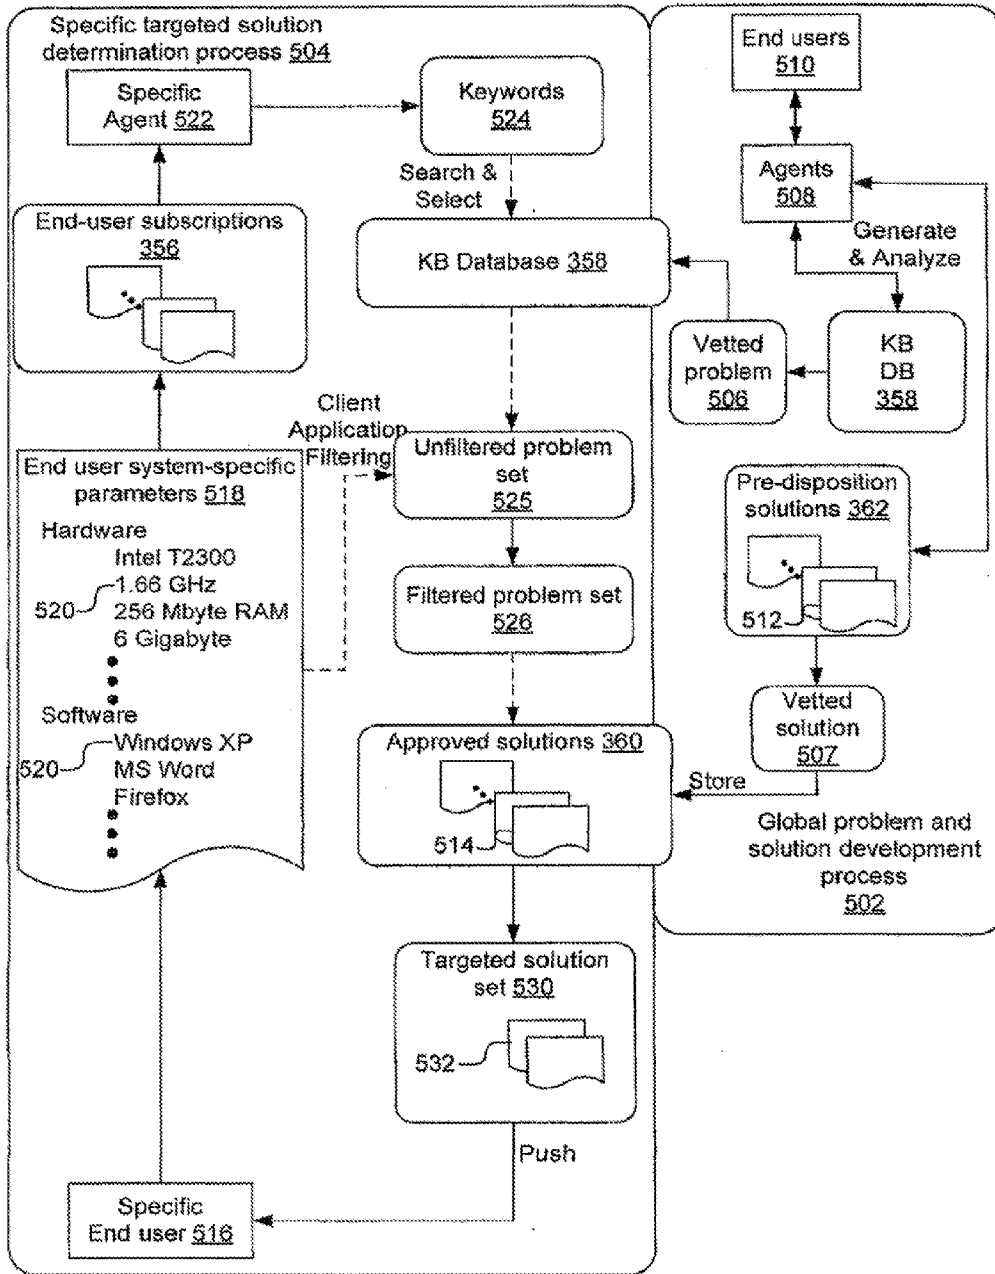 Specific targeted solution
determination process 504
Specific
Agent 522
Keywords
524
Search &
Select
End-user subscriptions
356
KB Database 358
Client
Application
Filtering
End user system-specific
parameters 518
Hardware
Intel T2300
1.66 GHz
520
256 Mbyte RAM
6 Gigabyte
Software
Windows XP
520
MS Word
Firefox
Unfiltered problem
set
525
Filtered problem set
526
Approved solutions 360
514
Targeted solution
set 530
532
Push
Specific
End user 516
End users
510
Agents
508
Generate
& Analyze
Vetted
problem
506
KB
DB
358
Pre-disposition
solutions 362
512
Vetted
solution
507
Store
Global problem and
solution development
process
502